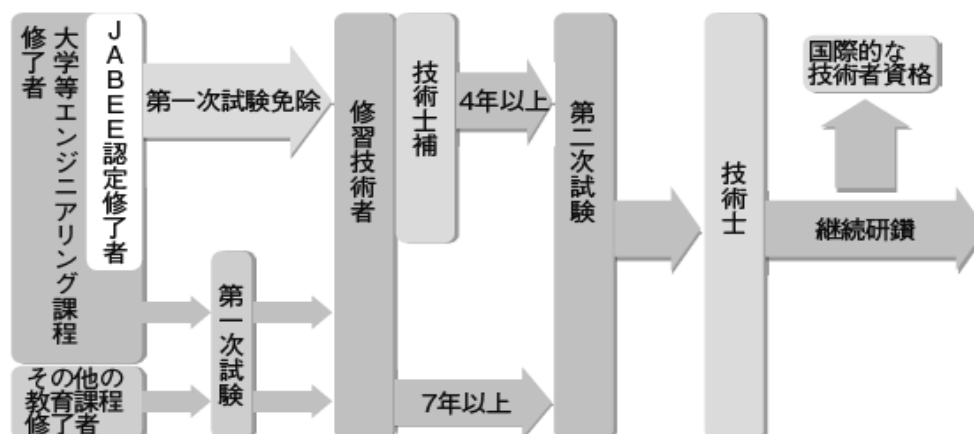 大学等エンジニアリング課程
修了者
JABEE認定修了者
第一次試験免除
修習技術者
技術士補
4年以上
第二次試験
技術士
国際的な
技術者資格
継続研鑽
第一次試験
その他の
教育課程
修了者
7年以上